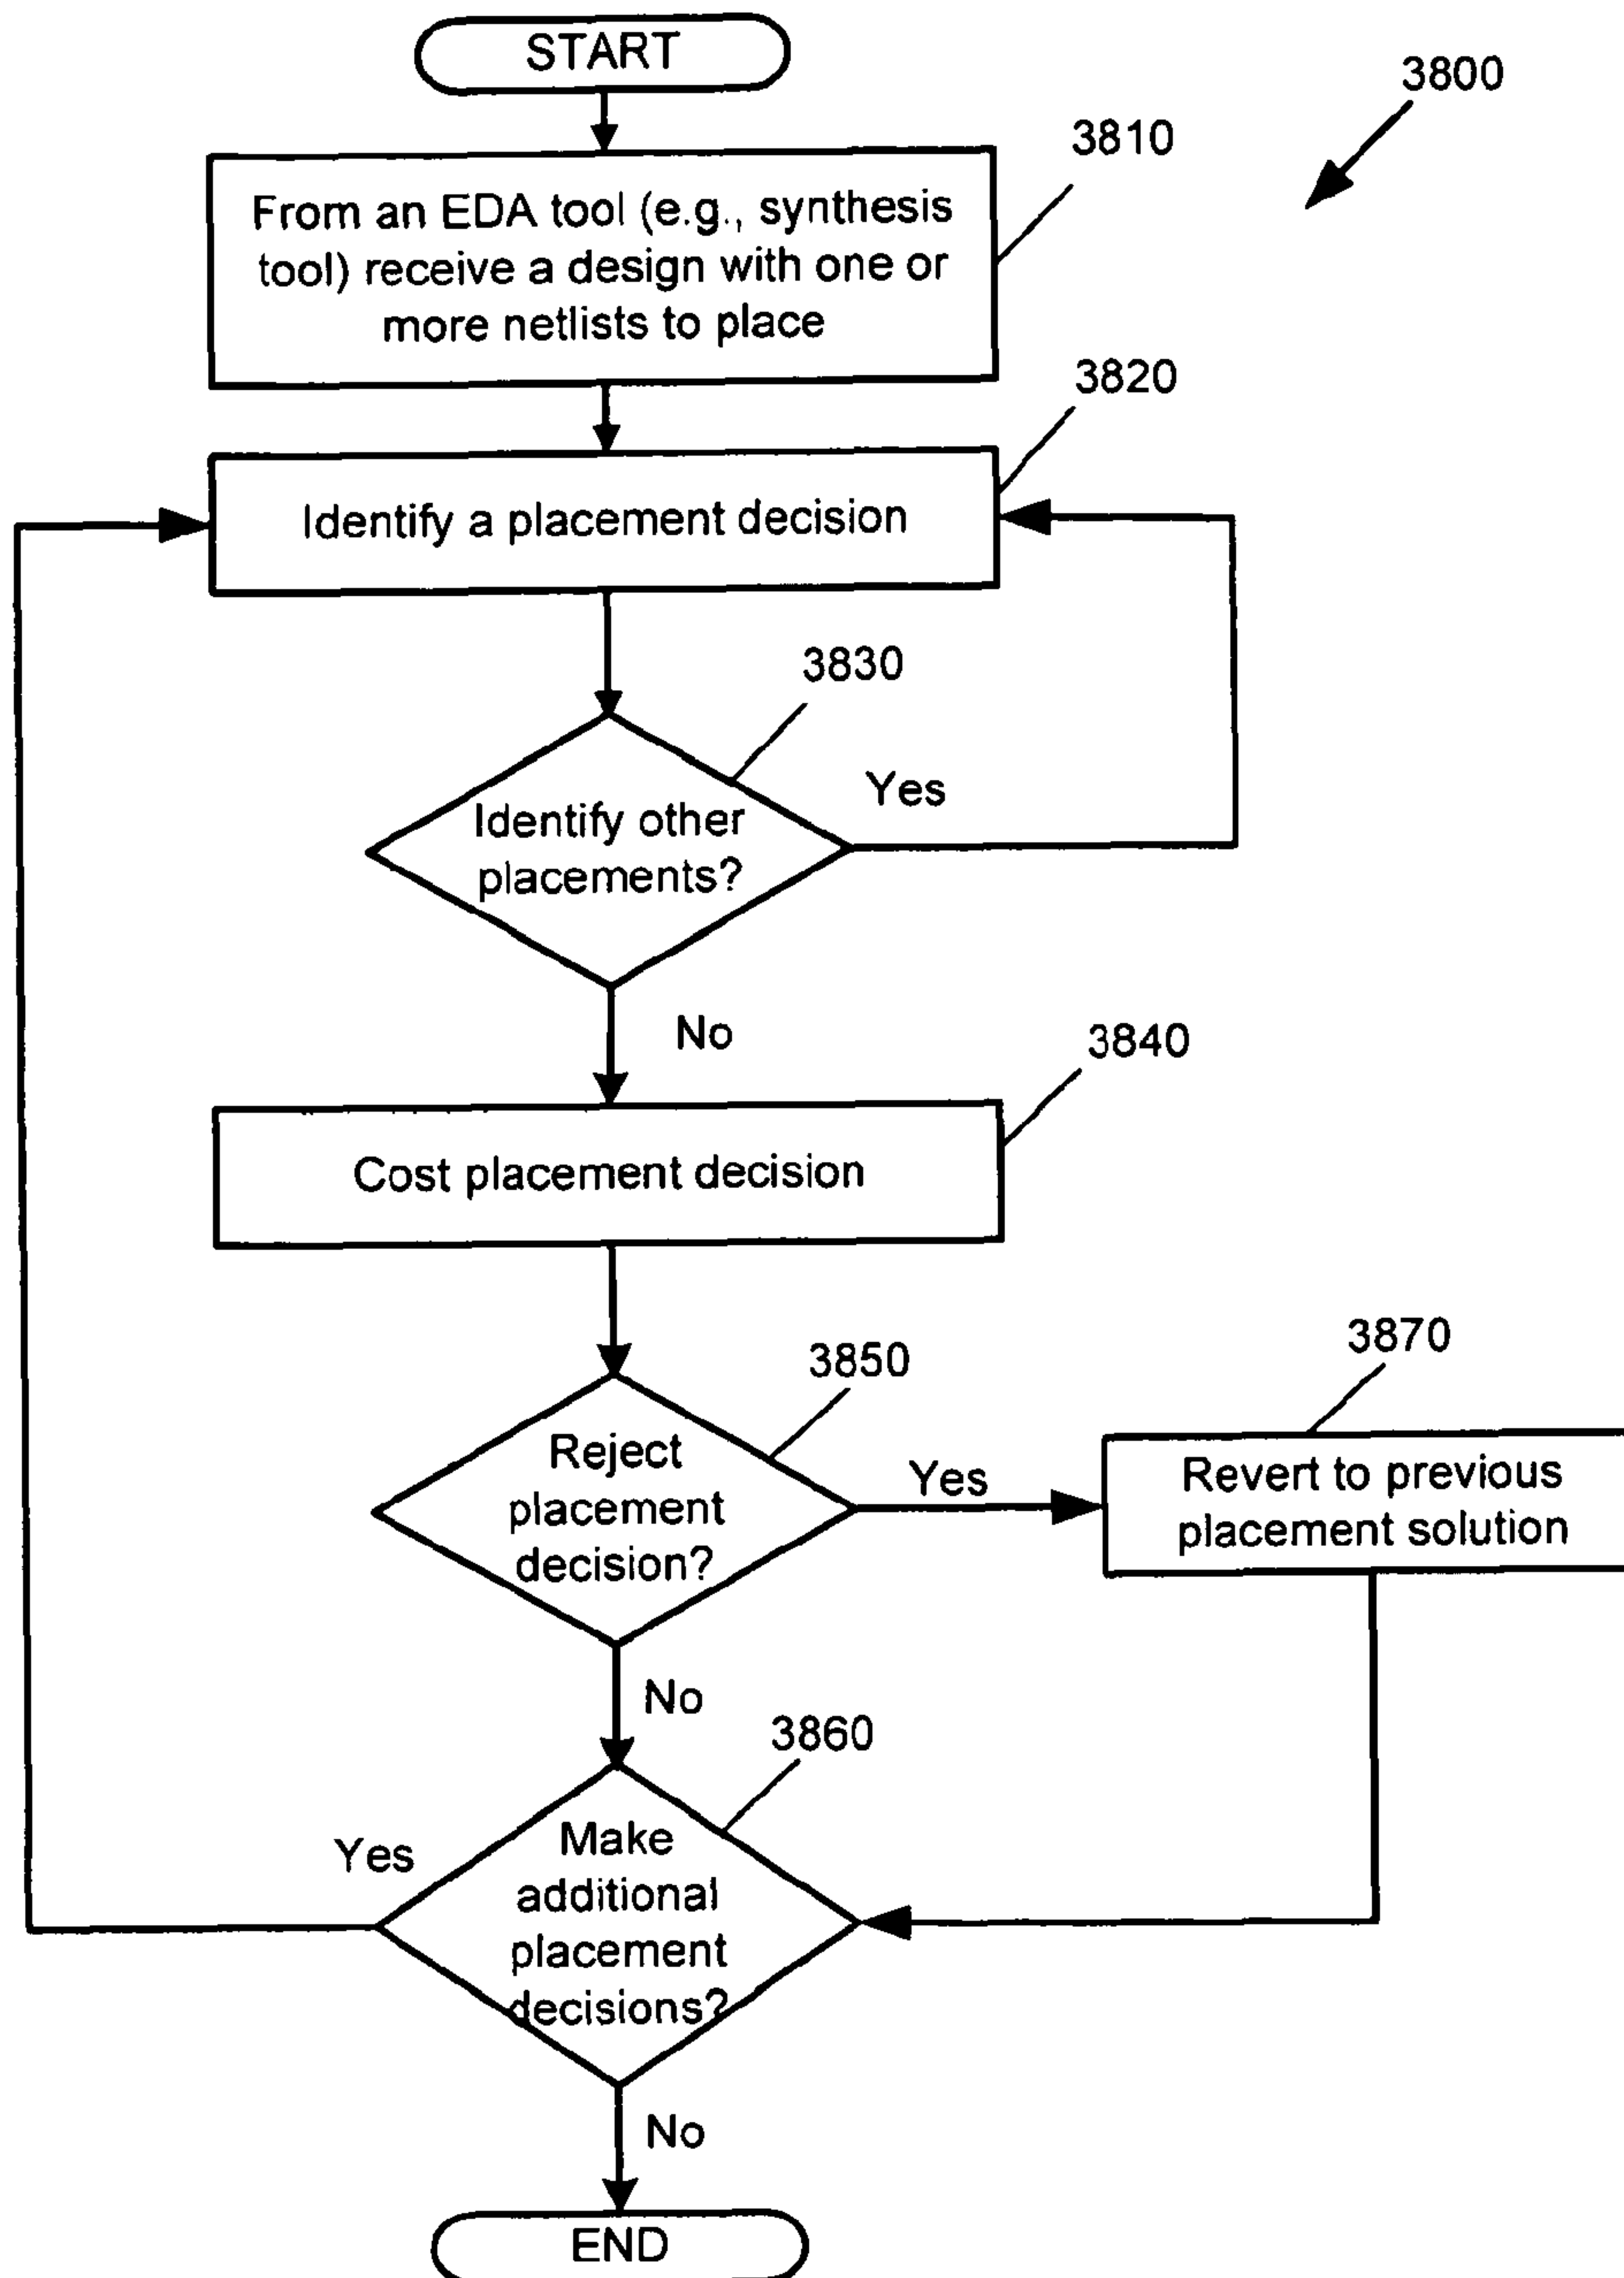 START
3800
3810
From an EDA tool (e.g., synthesis
tool) receive a design with one or
more netlists to place
3820
Identify a placement decision
3830
Identify other
placements?
Yes
No
3840
Cost placement decision
3850
Reject
placement
decision?
Yes
3870
Revert to previous
placement solution
No
3860
Make
additional
placement
decisions?
Yes
No
END